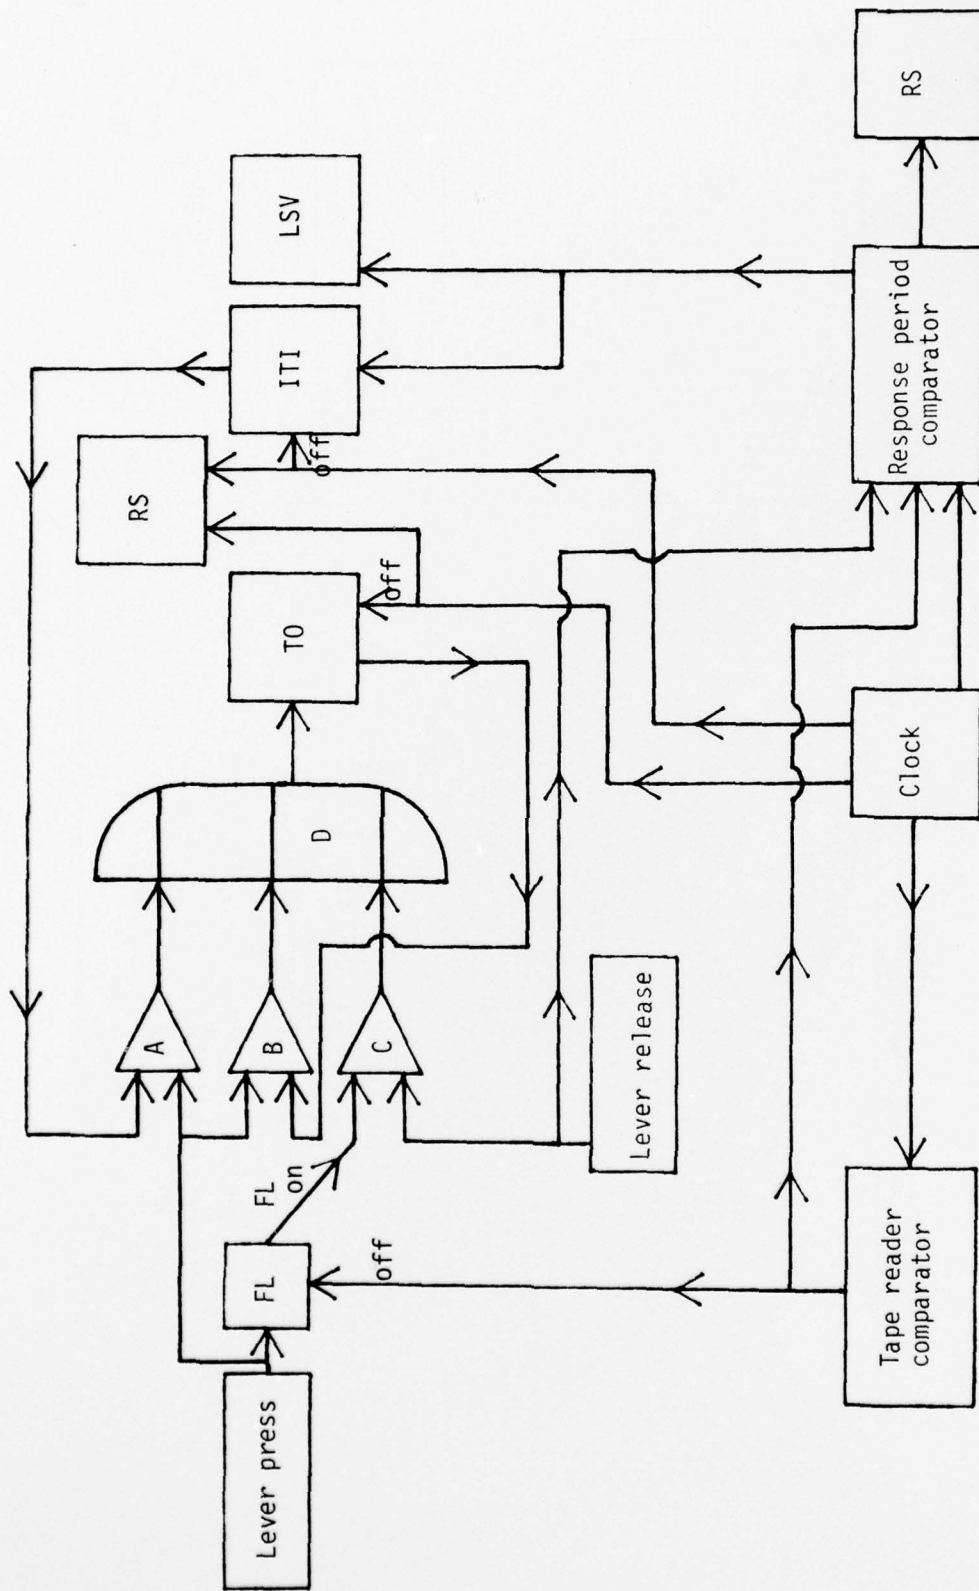 Lever press
FL
FL
on
off
A
B
C
D
TO
off
RS
off
ITI
LSV
Lever release
Tape reader
comparator
Clock
Response period
comparator
RS